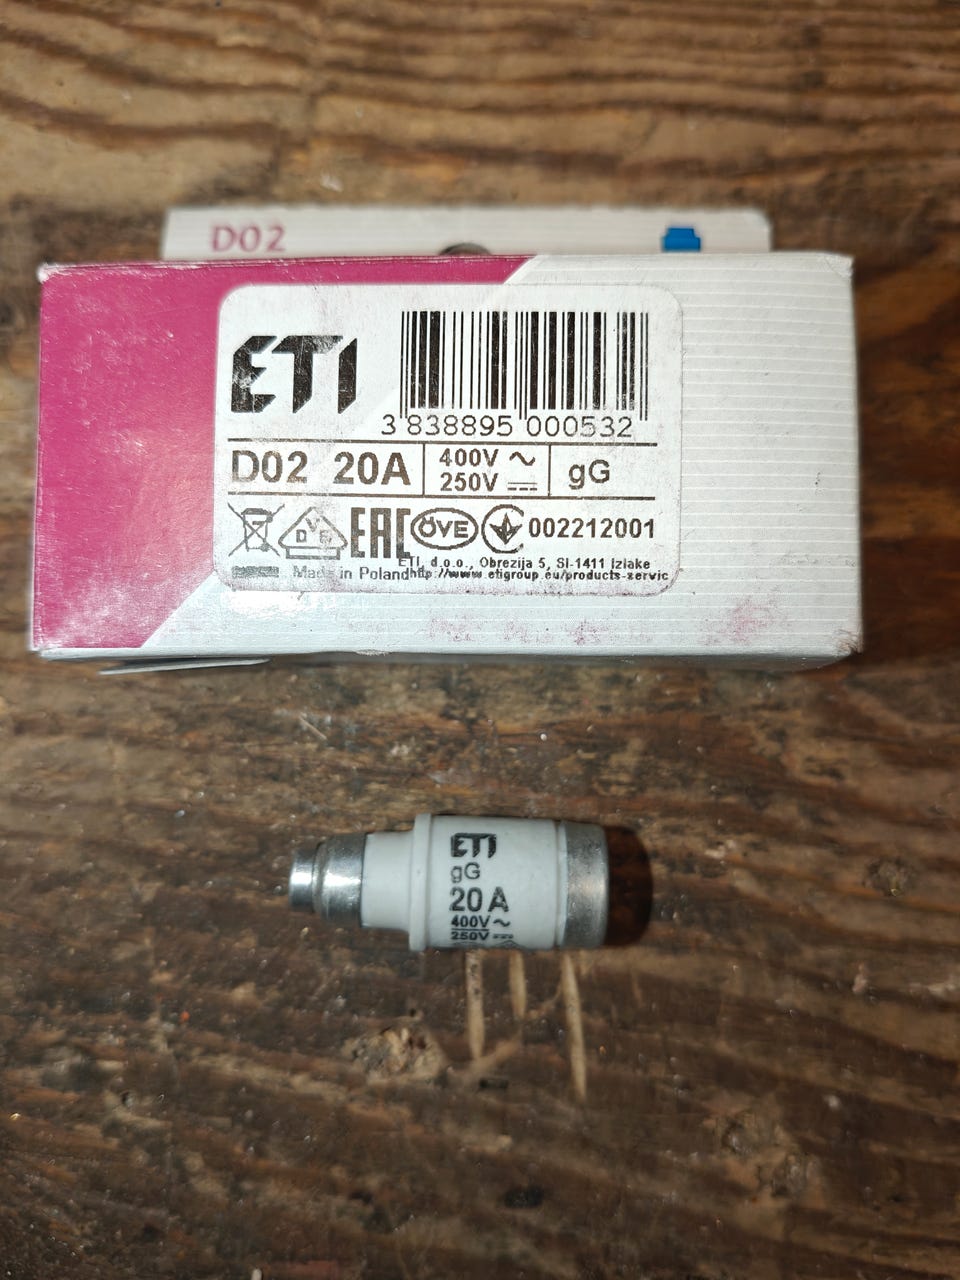 D02
ETI
3 838895 000532
D02 20A
400V ~
250V ⎓
gG
D V E
EAC
ÖVE
002212001
ETI, d.o.o., Obrezija 5, SI-1411 Izlake
Made in Poland
http://www.etigroup.eu/products-servic
ETI
gG
20A
400V ~
250V ⎓